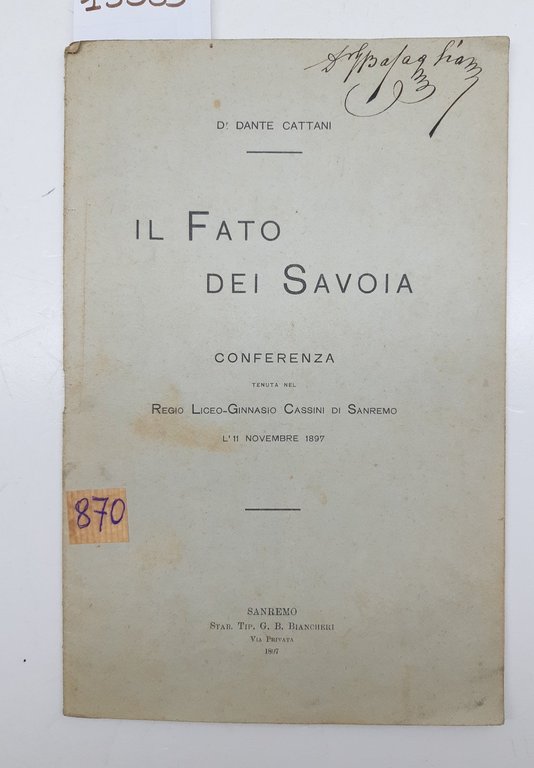 Dr. DANTE CATTANI
IL FATO
DEI SAVOIA
CONFERENZA
TENUTA NEL
REGIO LICEO-GINNASIO CASSINI DI SANREMO
L'11 NOVEMBRE 1897
870
SANREMO
STAB. TIP. G. B. BIANCHERI
VIA PRIVATA
1897